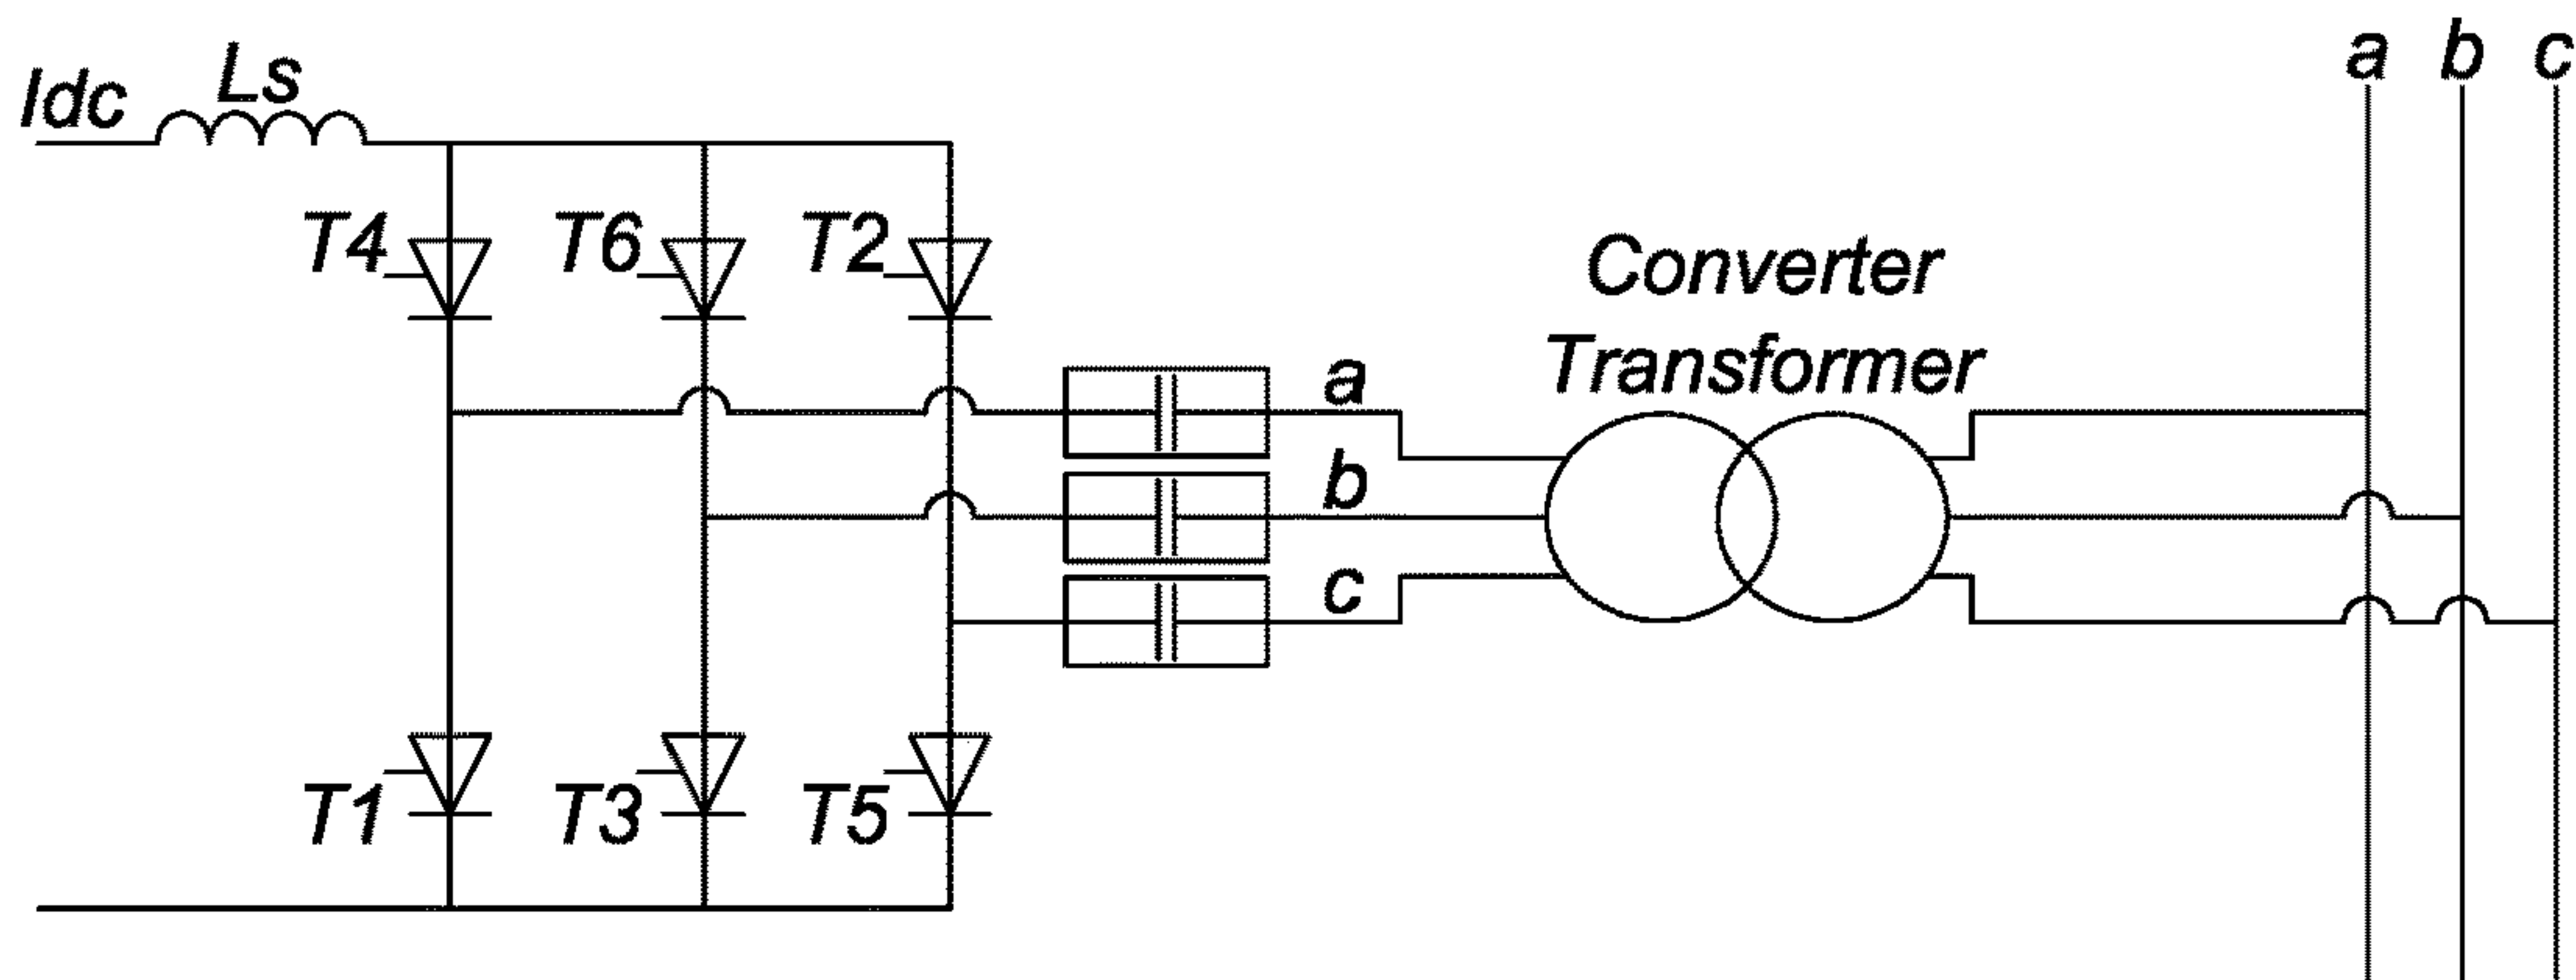 a b c
Ls
Idc
T4 T6 T2
Converter
Transformer
a
b
c
T1 T3 T5